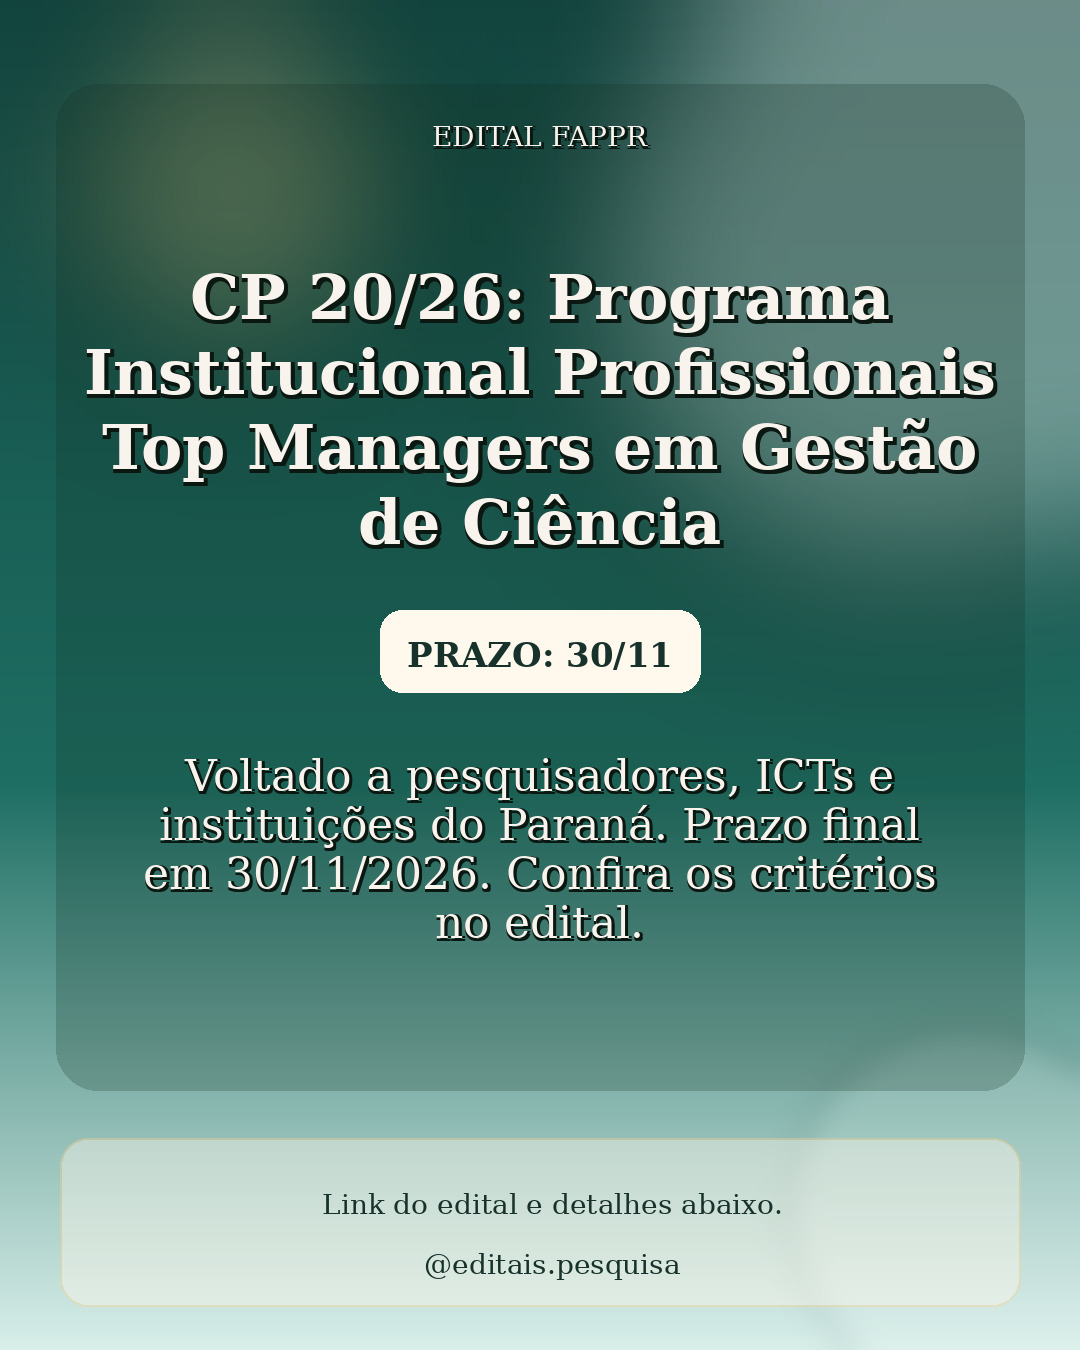 EDITAL FAPPR
CP 20/26: Programa
Institucional Profissionais
Top Managers em Gestão
de Ciência
PRAZO: 30/11
Voltado a pesquisadores, ICTs e
instituições do Paraná. Prazo final
em 30/11/2026. Confira os critérios
no edital.
Link do edital e detalhes abaixo.
@editais.pesquisa